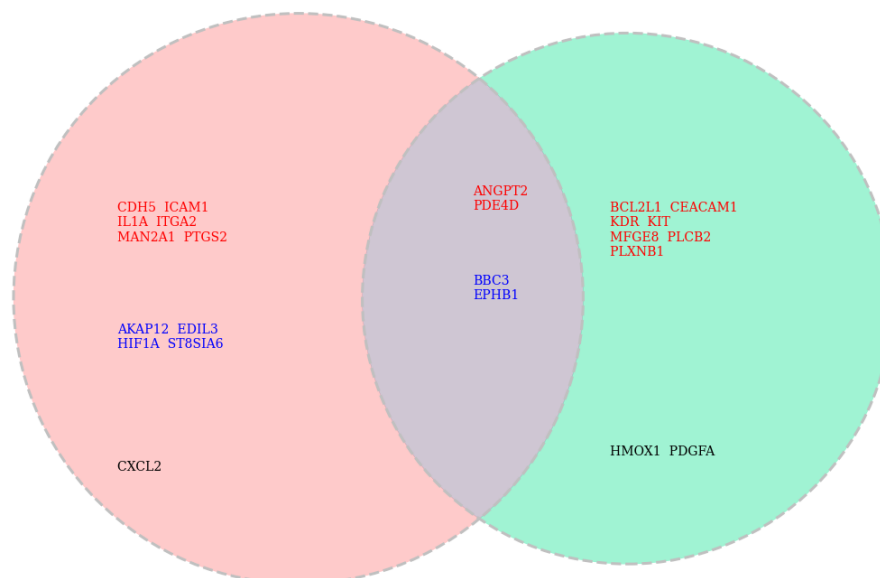 CDH5 ICAM1
IL1A ITGA2
MAN2A1 PTGS2
AKAP12 EDIL3
HIF1A ST8SIA6
CXCL2
ANGPT2
PDE4D
BBC3
EPHB1
BCL2L1 CEACAM1
KDR KIT
MFGE8 PLCB2
PLXNB1
HMOX1 PDGFA